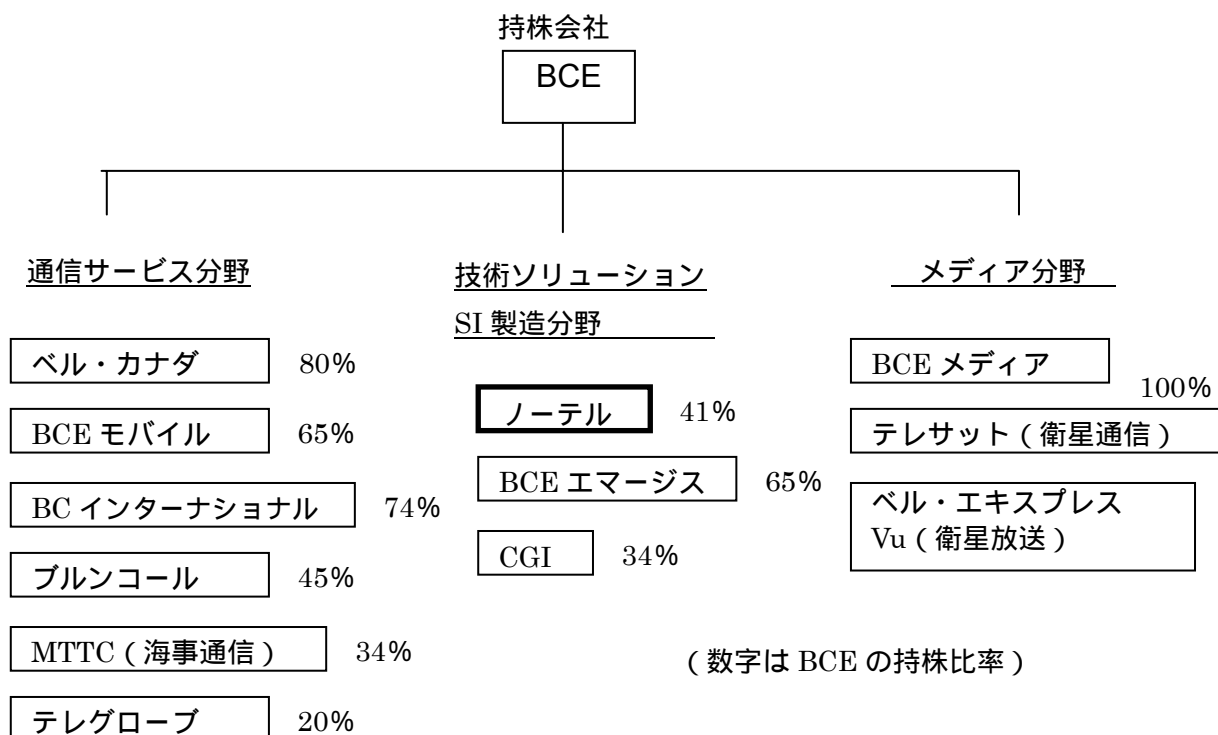 持株会社
BCE
通信サービス分野
ベル・カナダ 80%
BCE モバイル 65%
BC インターナショナル 74%
ブルンコール 45%
MTTC（海事通信） 34%
テレグローブ 20%
技術ソリューション
SI 製造分野
ノーテル 41%
BCE エマージス 65%
CGI 34%
メディア分野
BCE メディア
100%
テレサット（衛星通信）
ベル・エキスプレス
Vu（衛星放送）
（数字は BCE の持株比率）